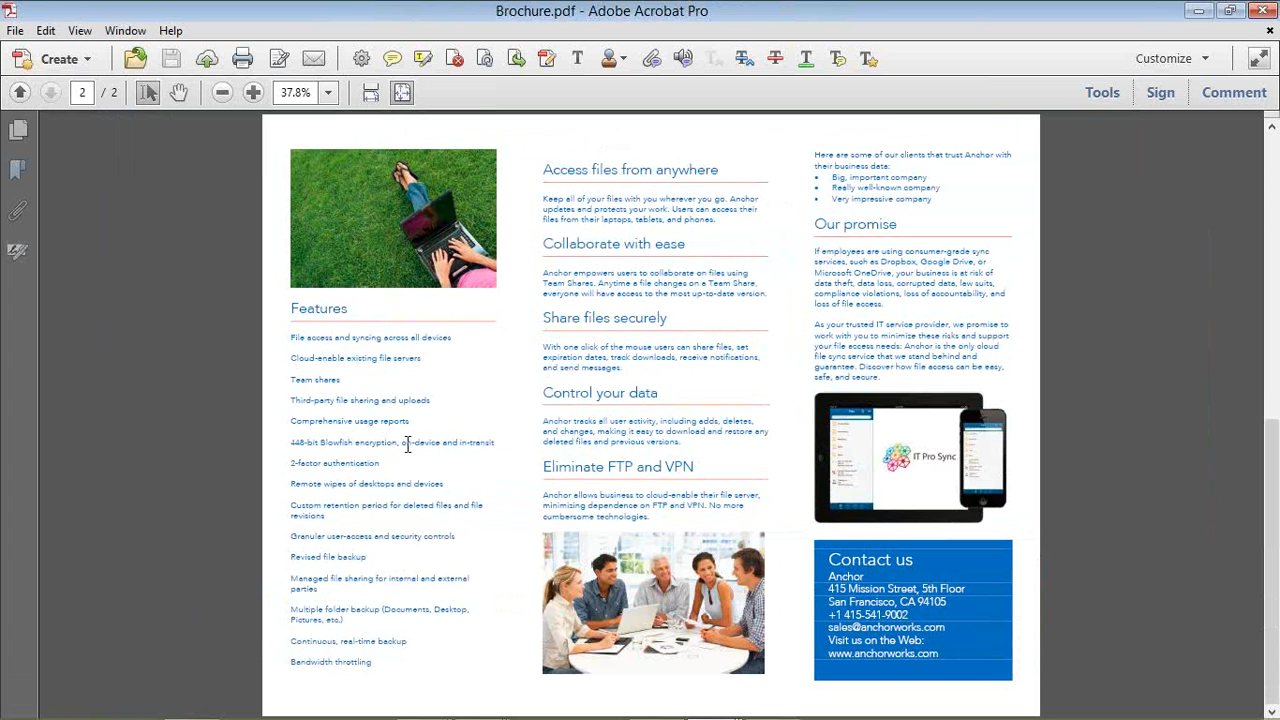 Brochure.pdf - Adobe Acrobat Pro
File Edit View Window Help
Create
Customize
2 / 2
37.8%
Tools Sign Comment
Features
File access and syncing across all devices
Cloud-enable existing file servers
Team shares
Third-party file sharing and uploads
Comprehensive usage reports
448-bit Blowfish encryption, on-device and in-transit
2-factor authentication
Remote wipes of desktops and devices
Custom retention period for deleted files and file
revisions
Granular user-access and security controls
Revised file backup
Managed file sharing for internal and external
parties
Multiple folder backup (Documents, Desktop,
Pictures, etc.)
Continuous, real-time backup
Bandwidth throttling
Access files from anywhere
Keep all of your files with you wherever you go. Anchor
updates and protects your work. Users can access their
files from their laptops, tablets, and phones.
Collaborate with ease
Anchor empowers users to collaborate on files using
Team Shares. Anytime a file changes on a Team Share,
everyone will have access to the most up-to-date version.
Share files securely
With one click of the mouse users can share files, set
expiration dates, track downloads, receive notifications,
and send messages.
Control your data
Anchor tracks all user activity, including adds, deletes,
and changes, making it easy to download and restore any
deleted files and previous versions.
Eliminate FTP and VPN
Anchor allows business to cloud-enable their file server,
minimizing dependence on FTP and VPN. No more
cumbersome technologies.
Here are some of our clients that trust Anchor with
their business data:
• Big, important company
• Really well-known company
• Very impressive company
Our promise
If employees are using consumer-grade sync
services, such as Dropbox, Google Drive, or
Microsoft OneDrive, your business is at risk of
data theft, data loss, corrupted data, law suits,
compliance violations, loss of accountability, and
loss of file access.
As your trusted IT service provider, we promise to
work with you to minimize these risks and support
your file access needs: Anchor is the only cloud
file sync service that we stand behind and
guarantee. Discover how file access can be easy,
safe, and secure.
IT Pro Sync
Contact us
Anchor
415 Mission Street, 5th Floor
San Francisco, CA 94105
+1 415-541-9002
sales@anchorworks.com
Visit us on the Web:
www.anchorworks.com